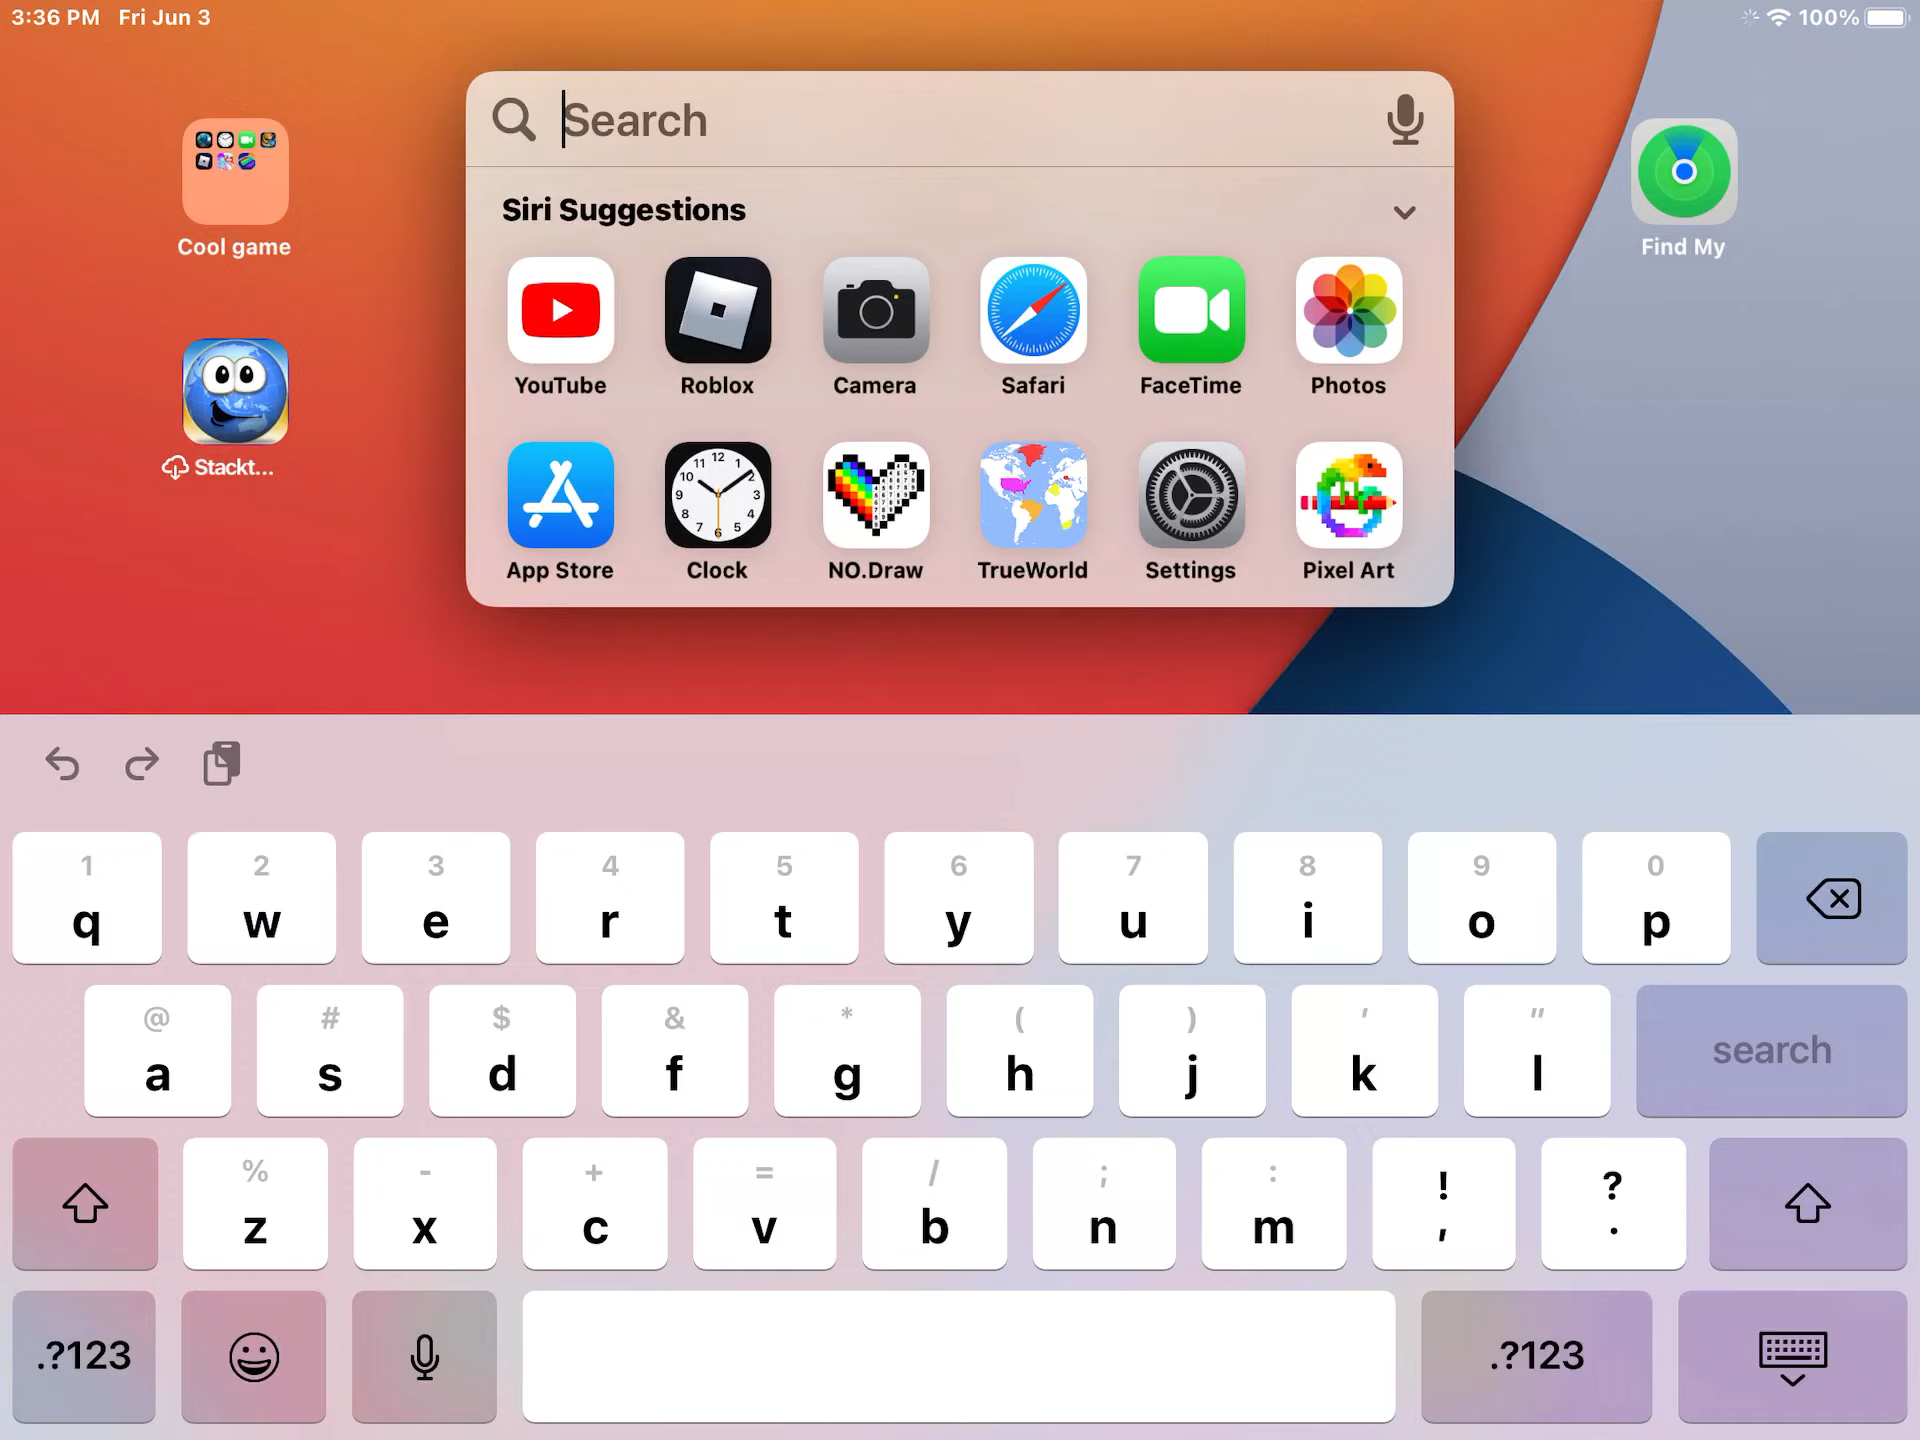 3:36 PM Fri Jun 3
100%
Search
Siri Suggestions
Cool game
Find My
YouTube Roblox Camera Safari FaceTime Photos
Stackt...
App Store Clock NO.Draw TrueWorld Settings Pixel Art
1 2 3 4 5 6 7 8 9 0
q w e r t y u i o p
@ # $ & * ( ) ' "
a s d f g h j k l search
% - + = / ; : ! ?
z x c v b n m , .
.?123 .?123